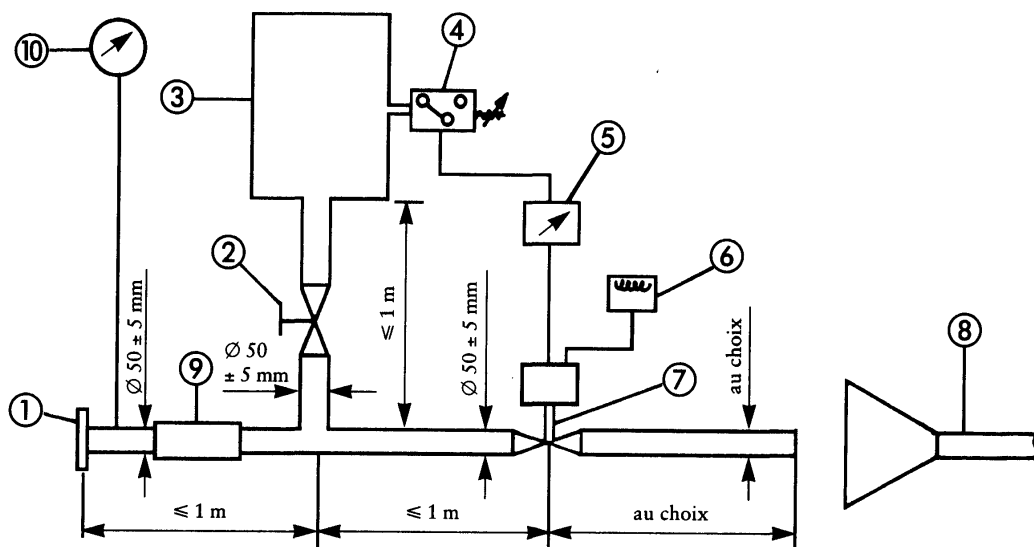 10
3
4
5
2
6
8
Ø 50 ± 5 mm
Ø 50
± 5 mm
≤ 1 m
Ø 50 ± 5 mm
au choix
9
7
1
≤ 1 m
≤ 1 m
au choix